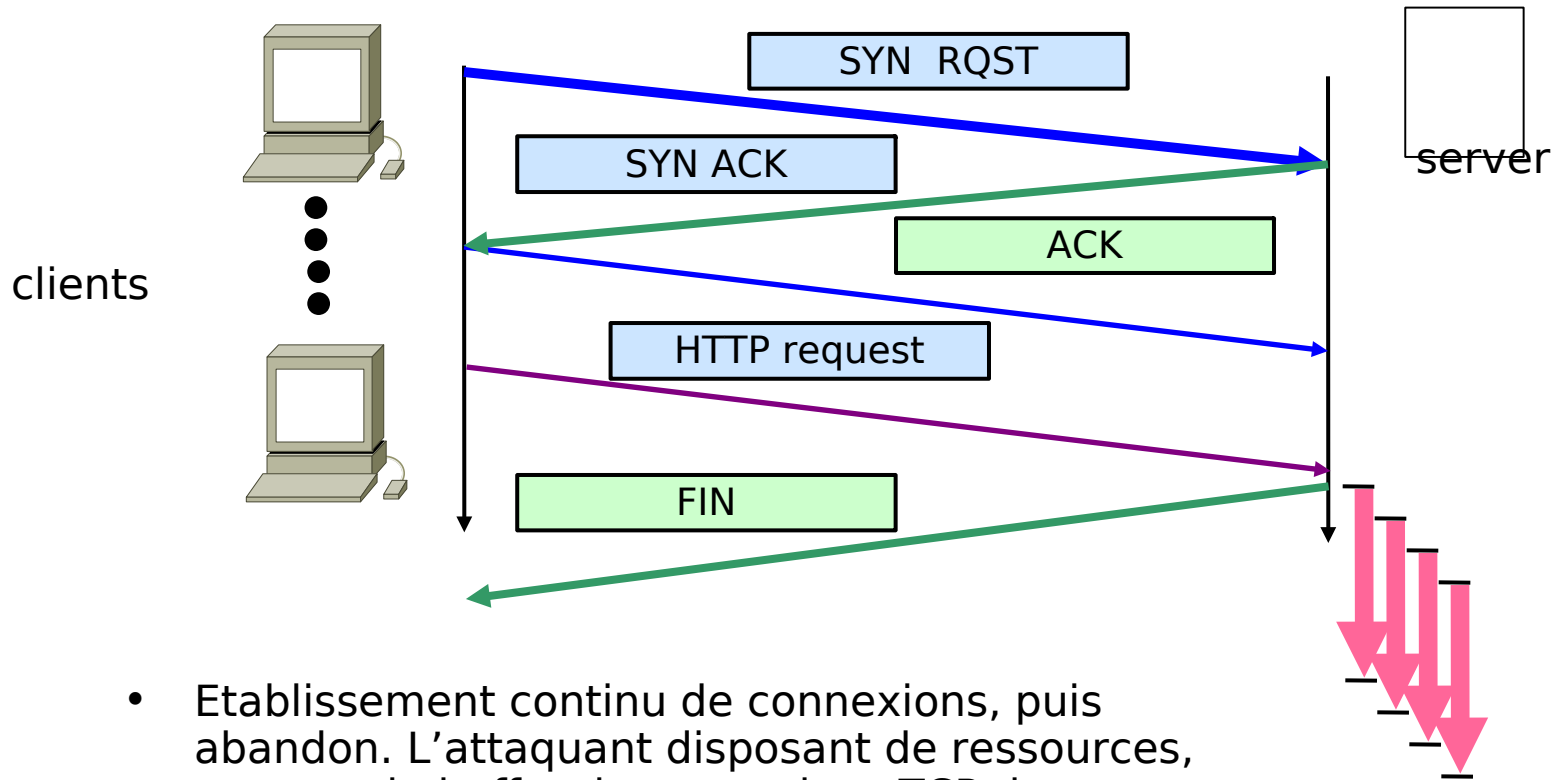 SYN RQST
server
SYN ACK
ACK
clients
HTTP request
FIN
• Etablissement continu de connexions, puis
abandon. L’attaquant disposant de ressources,